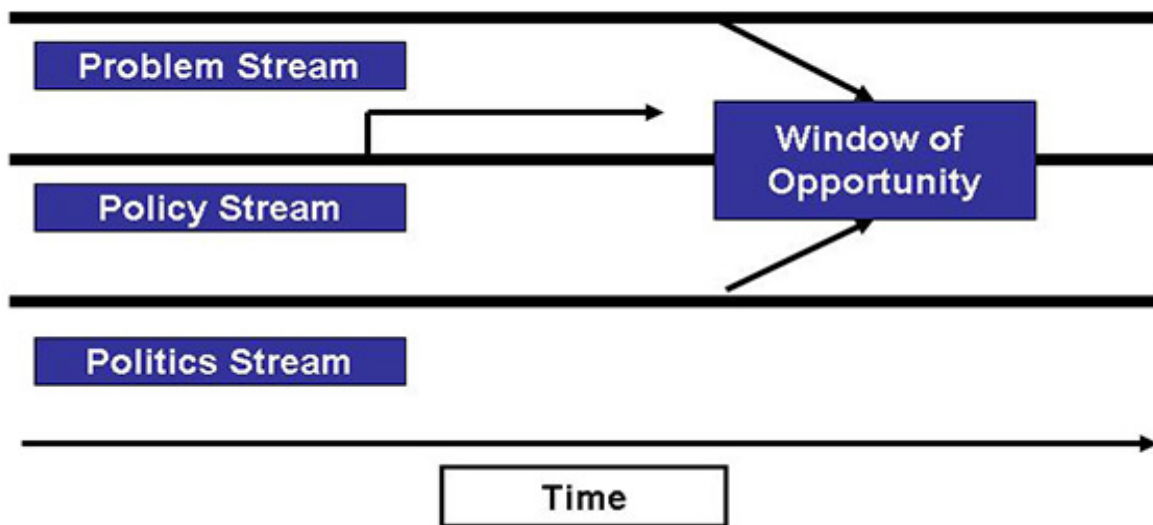 Problem Stream
Window of
Opportunity
Policy Stream
Politics Stream
Time